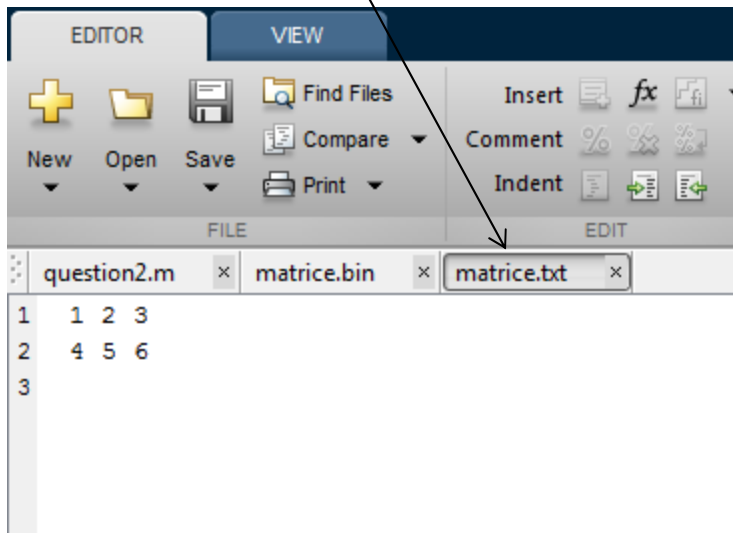 EDITOR VIEW
New Open Save
Find Files
Compare
Print
Insert fx fi
Comment % % %
Indent
FILE EDIT
question2.m × matrice.bin × matrice.txt ×
1 1 2 3
2 4 5 6
3